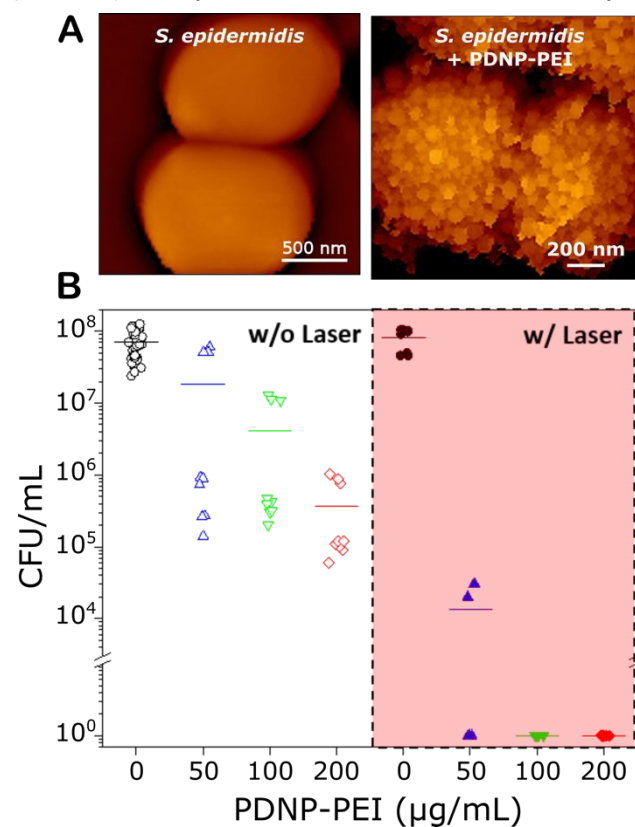 A
S. epidermidis
500 nm
S. epidermidis
+ PDNP-PEI
200 nm
B
w/o Laser
w/ Laser
CFU/mL
10⁸
10⁷
10⁶
10⁵
10⁴
10⁰
0 50 100 200 0 50 100 200
PDNP-PEI (µg/mL)